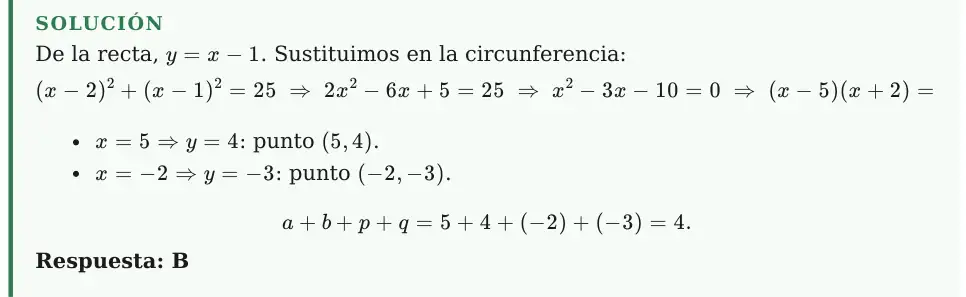 SOLUCIÓN
De la recta, y = x − 1. Sustituimos en la circunferencia:
(x − 2)² + (x − 1)² = 25 ⇒ 2x² − 6x + 5 = 25 ⇒ x² − 3x − 10 = 0 ⇒ (x − 5)(x + 2) =
• x = 5 ⇒ y = 4: punto (5, 4).
• x = −2 ⇒ y = −3: punto (−2, −3).
a + b + p + q = 5 + 4 + (−2) + (−3) = 4.
Respuesta: B